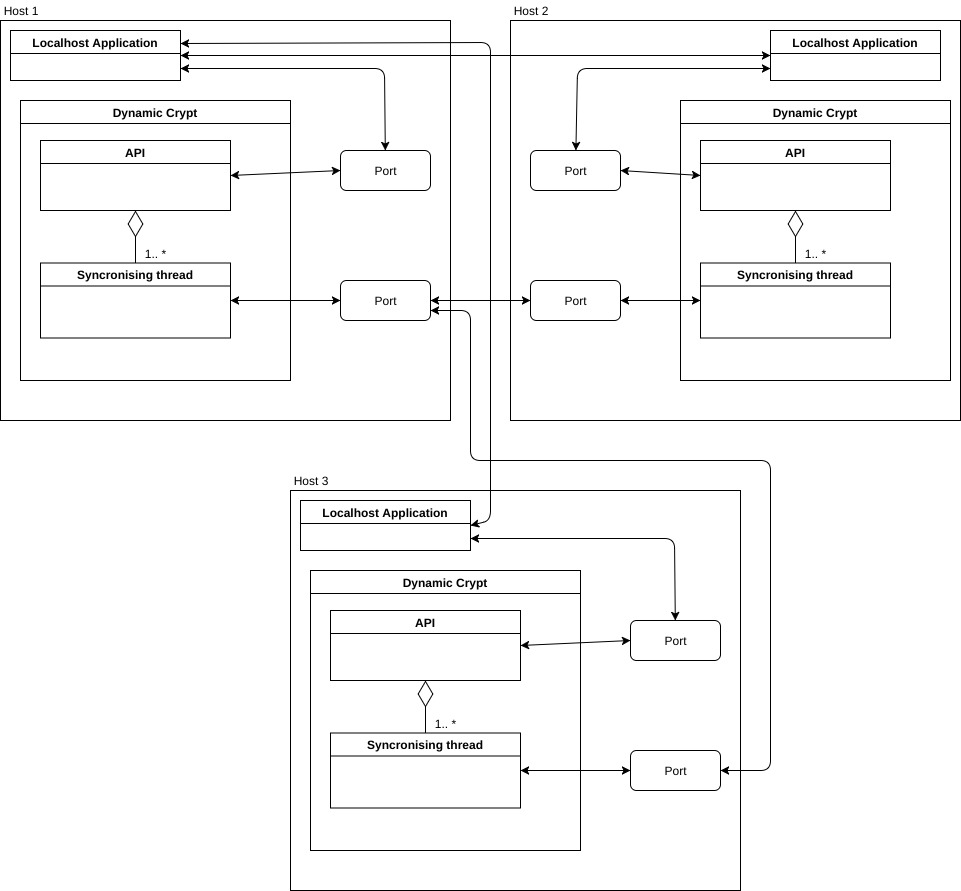 Host 1
Localhost Application
Dynamic Crypt
API
Port
1.. *
Syncronising thread
Port
Host 2
Localhost Application
Dynamic Crypt
Port
API
1.. *
Syncronising thread
Port
Host 3
Localhost Application
Dynamic Crypt
API
Port
1.. *
Syncronising thread
Port